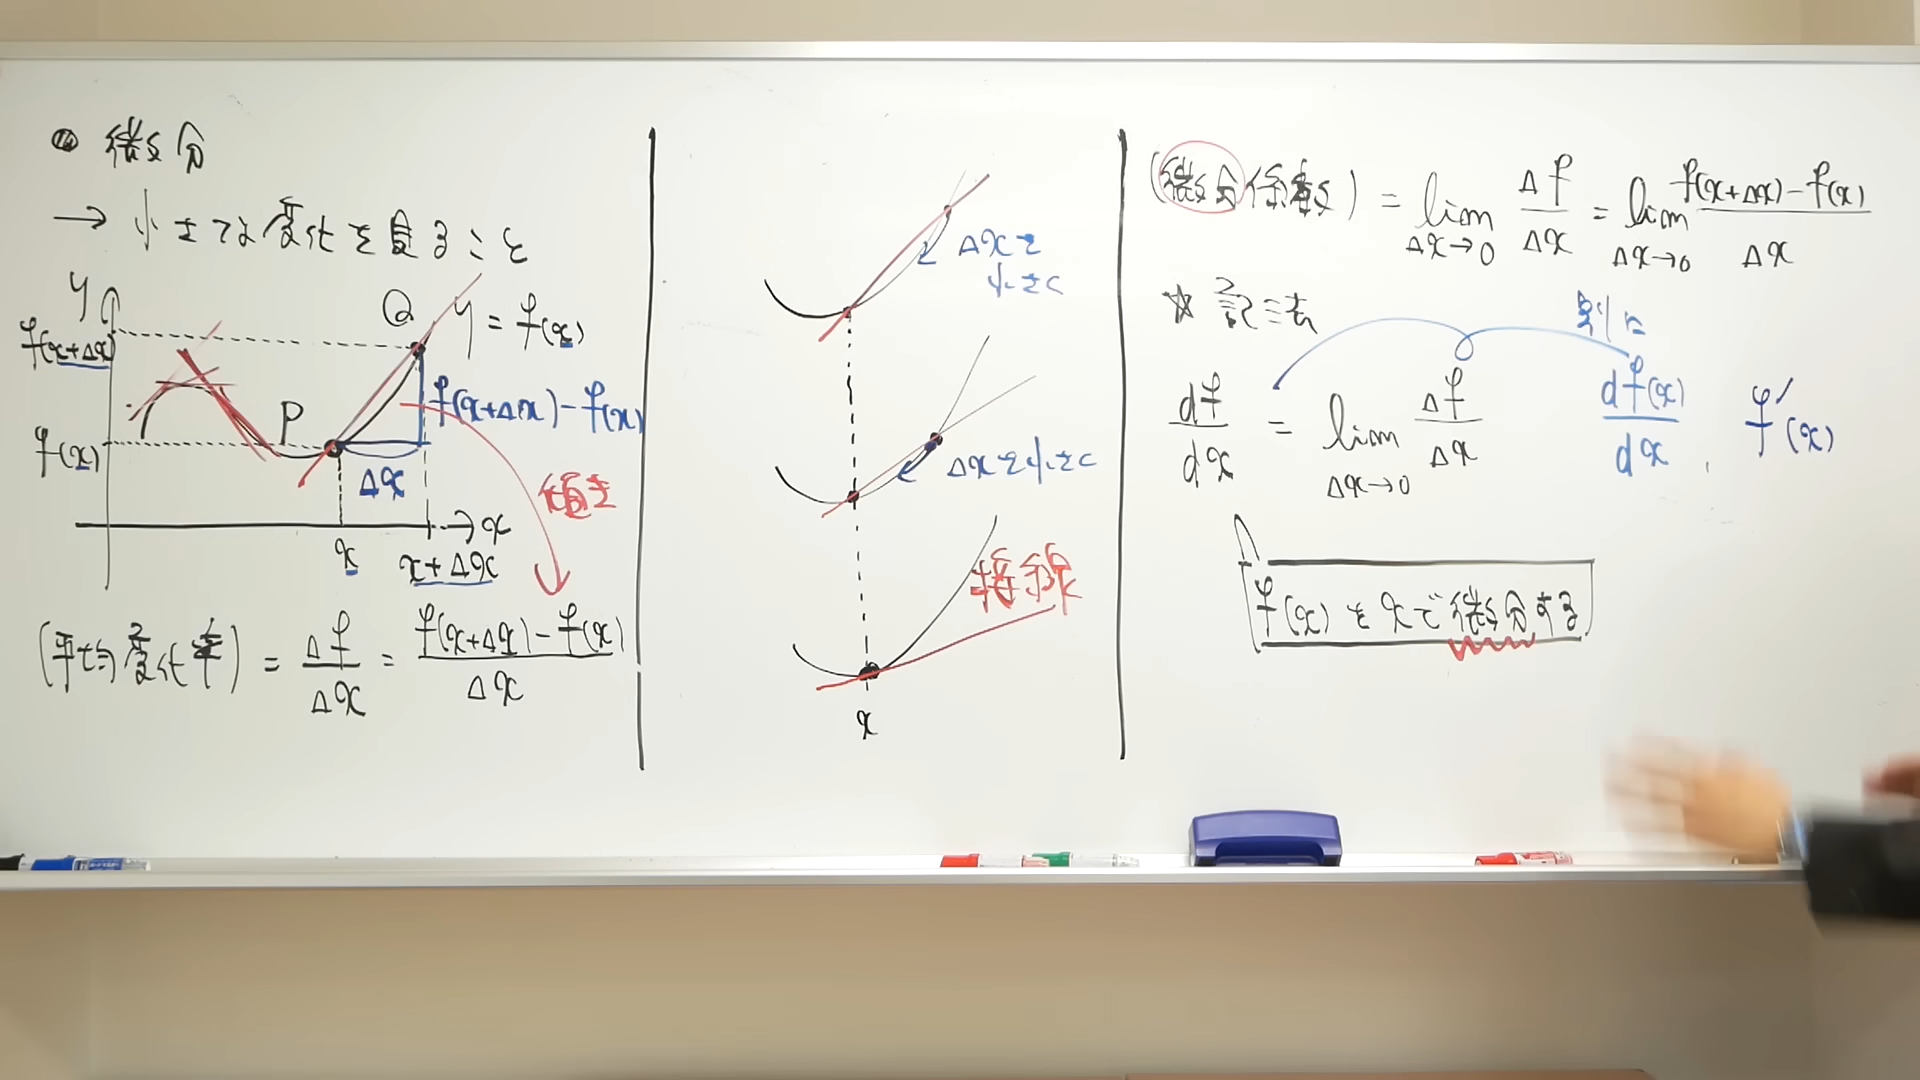 ● 微分
→ 小さな変化を見ること
y
Q
y = f(x)
f(x+Δx)
P
f(x+Δx) − f(x)
f(x)
Δx
傾き
x
x
x+Δx
(平均変化率) = Δf/Δx = (f(x+Δx) − f(x))/Δx
Δxを
小さく
Δxを小さく
接線
x
(微分係数) = lim Δx→0 Δf/Δx = lim Δx→0 (f(x+Δx) − f(x))/Δx
☆ 記法
別に
df/dx = lim Δx→0 Δf/Δx
df(x)/dx , f′(x)
f(x) を x で微分する